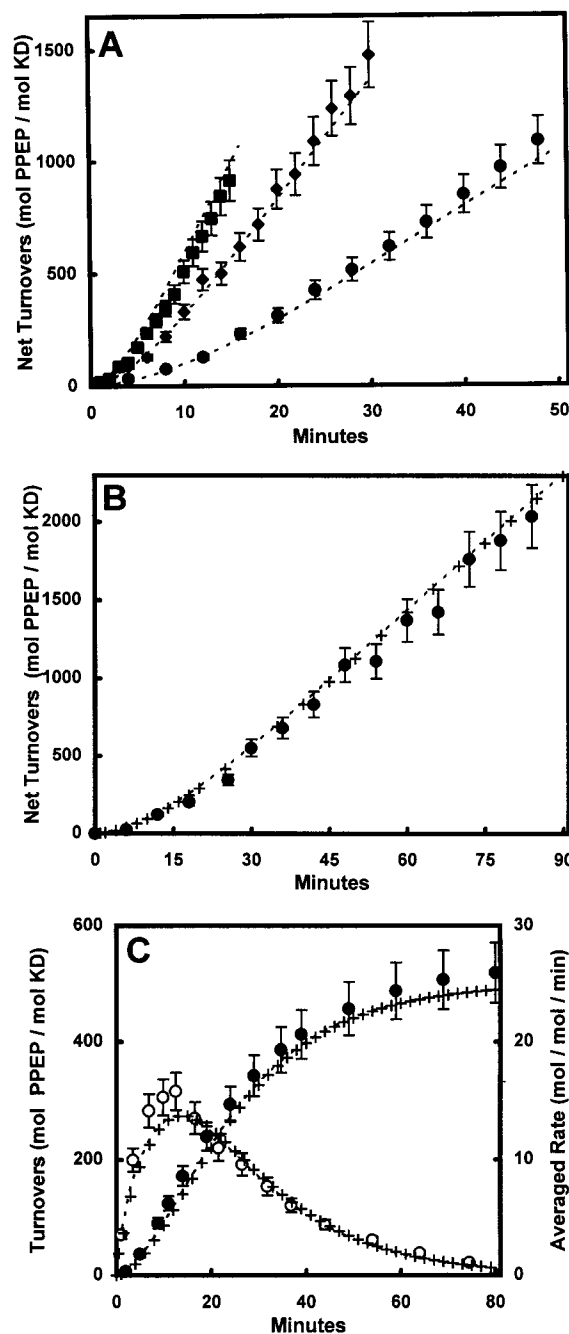 A
1500
1000
500
0
Net Turnovers (mol PPEP / mol KD)
0 10 20 30 40 50
Minutes
B
2000
1500
1000
500
0
Net Turnovers (mol PPEP / mol KD)
0 15 30 45 60 75 90
Minutes
C
600
400
200
0
Turnovers (mol PPEP / mol KD)
30
20
10
0
Averaged Rate (mol / mol / min)
0 20 40 60 80
Minutes